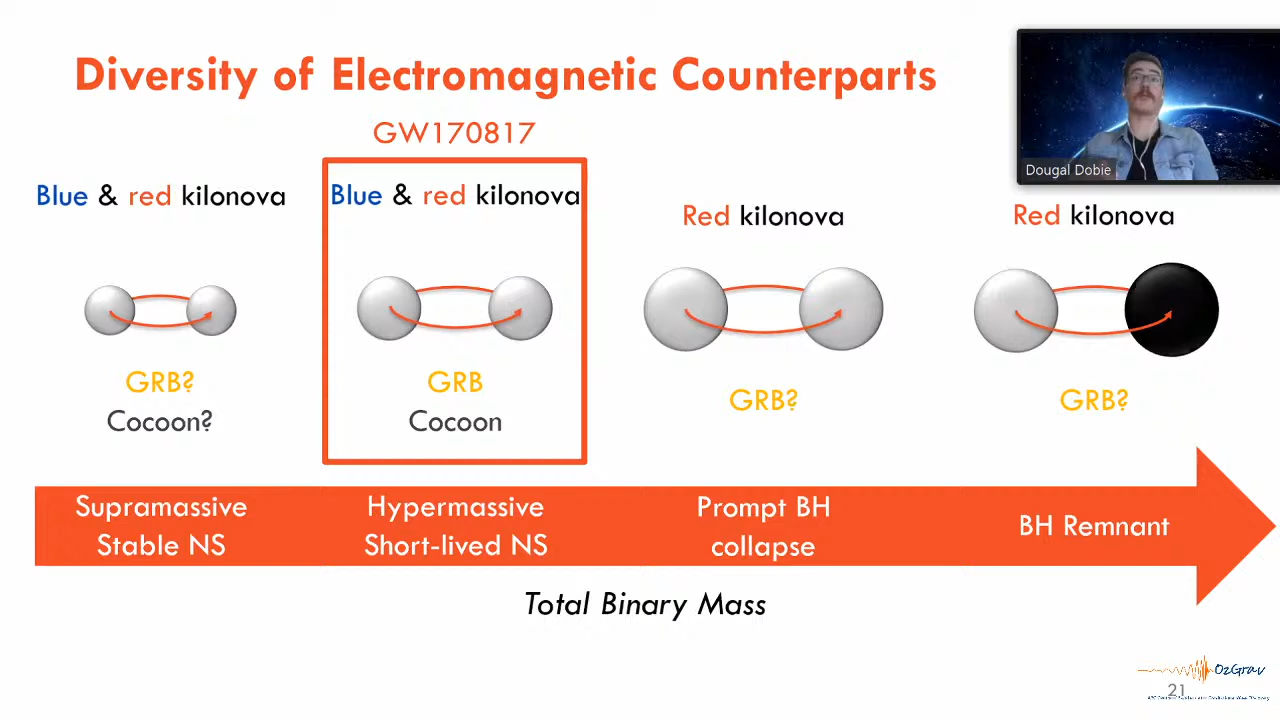 Diversity of Electromagnetic Counterparts
GW170817
Dougal Dobie
Blue & red kilonova
Blue & red kilonova
Red kilonova
Red kilonova
GRB?
Cocoon?
GRB
Cocoon
GRB?
GRB?
Supramassive
Stable NS
Hypermassive
Short-lived NS
Prompt BH
collapse
BH Remnant
Total Binary Mass
OzGrav
21